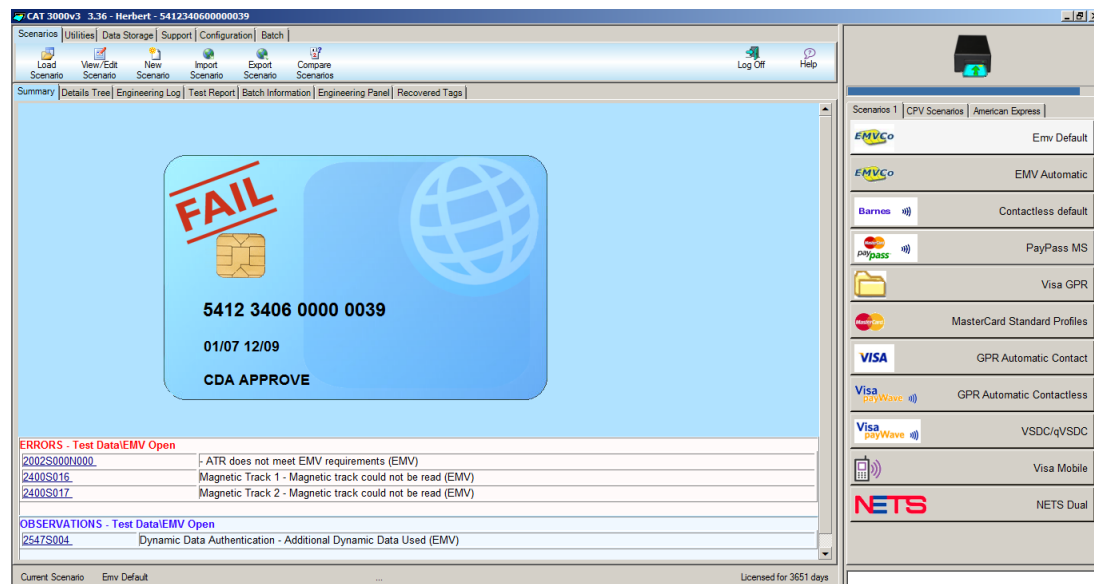 CAT 3000v3 3.36 - Herbert - 5412340600000039
Scenarios Utilities Data Storage Support Configuration Batch
Load Scenario
View/Edit Scenario
New Scenario
Import Scenario
Export Scenario
Compare Scenarios
Log Off
Help
Summary Details Tree Engineering Log Test Report Batch Information Engineering Panel Recovered Tags
FAIL
5412 3406 0000 0039
01/07 12/09
CDA APPROVE
ERRORS - Test Data\EMV Open
2002S000N000 - ATR does not meet EMV requirements (EMV)
2400S016 Magnetic Track 1 - Magnetic track could not be read (EMV)
2400S017 Magnetic Track 2 - Magnetic track could not be read (EMV)
OBSERVATIONS - Test Data\EMV Open
2547S004 Dynamic Data Authentication - Additional Dynamic Data Used (EMV)
Current Scenario Emv Default ... Licensed for 3651 days
Scenarios 1 CPV Scenarios American Express
EMVCo Emv Default
EMVCo EMV Automatic
Barnes Contactless default
MasterCard PayPass PayPass MS
Visa GPR
MasterCard MasterCard Standard Profiles
VISA GPR Automatic Contact
Visa payWave GPR Automatic Contactless
Visa payWave VSDC/qVSDC
Visa Mobile
NETS NETS Dual